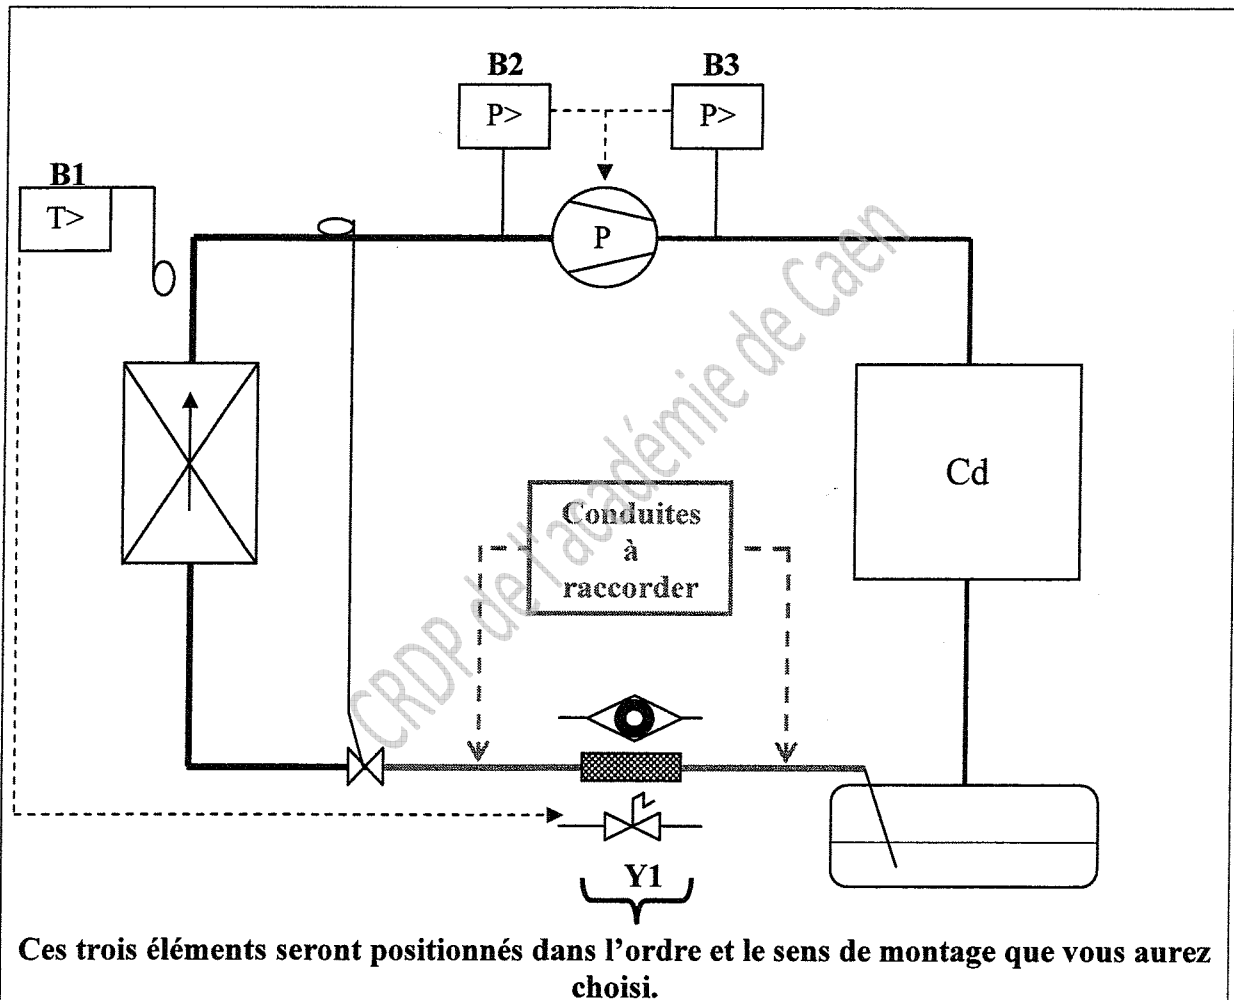 B2
B3
P>
P>
B1
T>
P
Cd
Conduites
à
raccorder
CRDP de l'académie de Caen
Y1
Ces trois éléments seront positionnés dans l'ordre et le sens de montage que vous aurez
choisi.